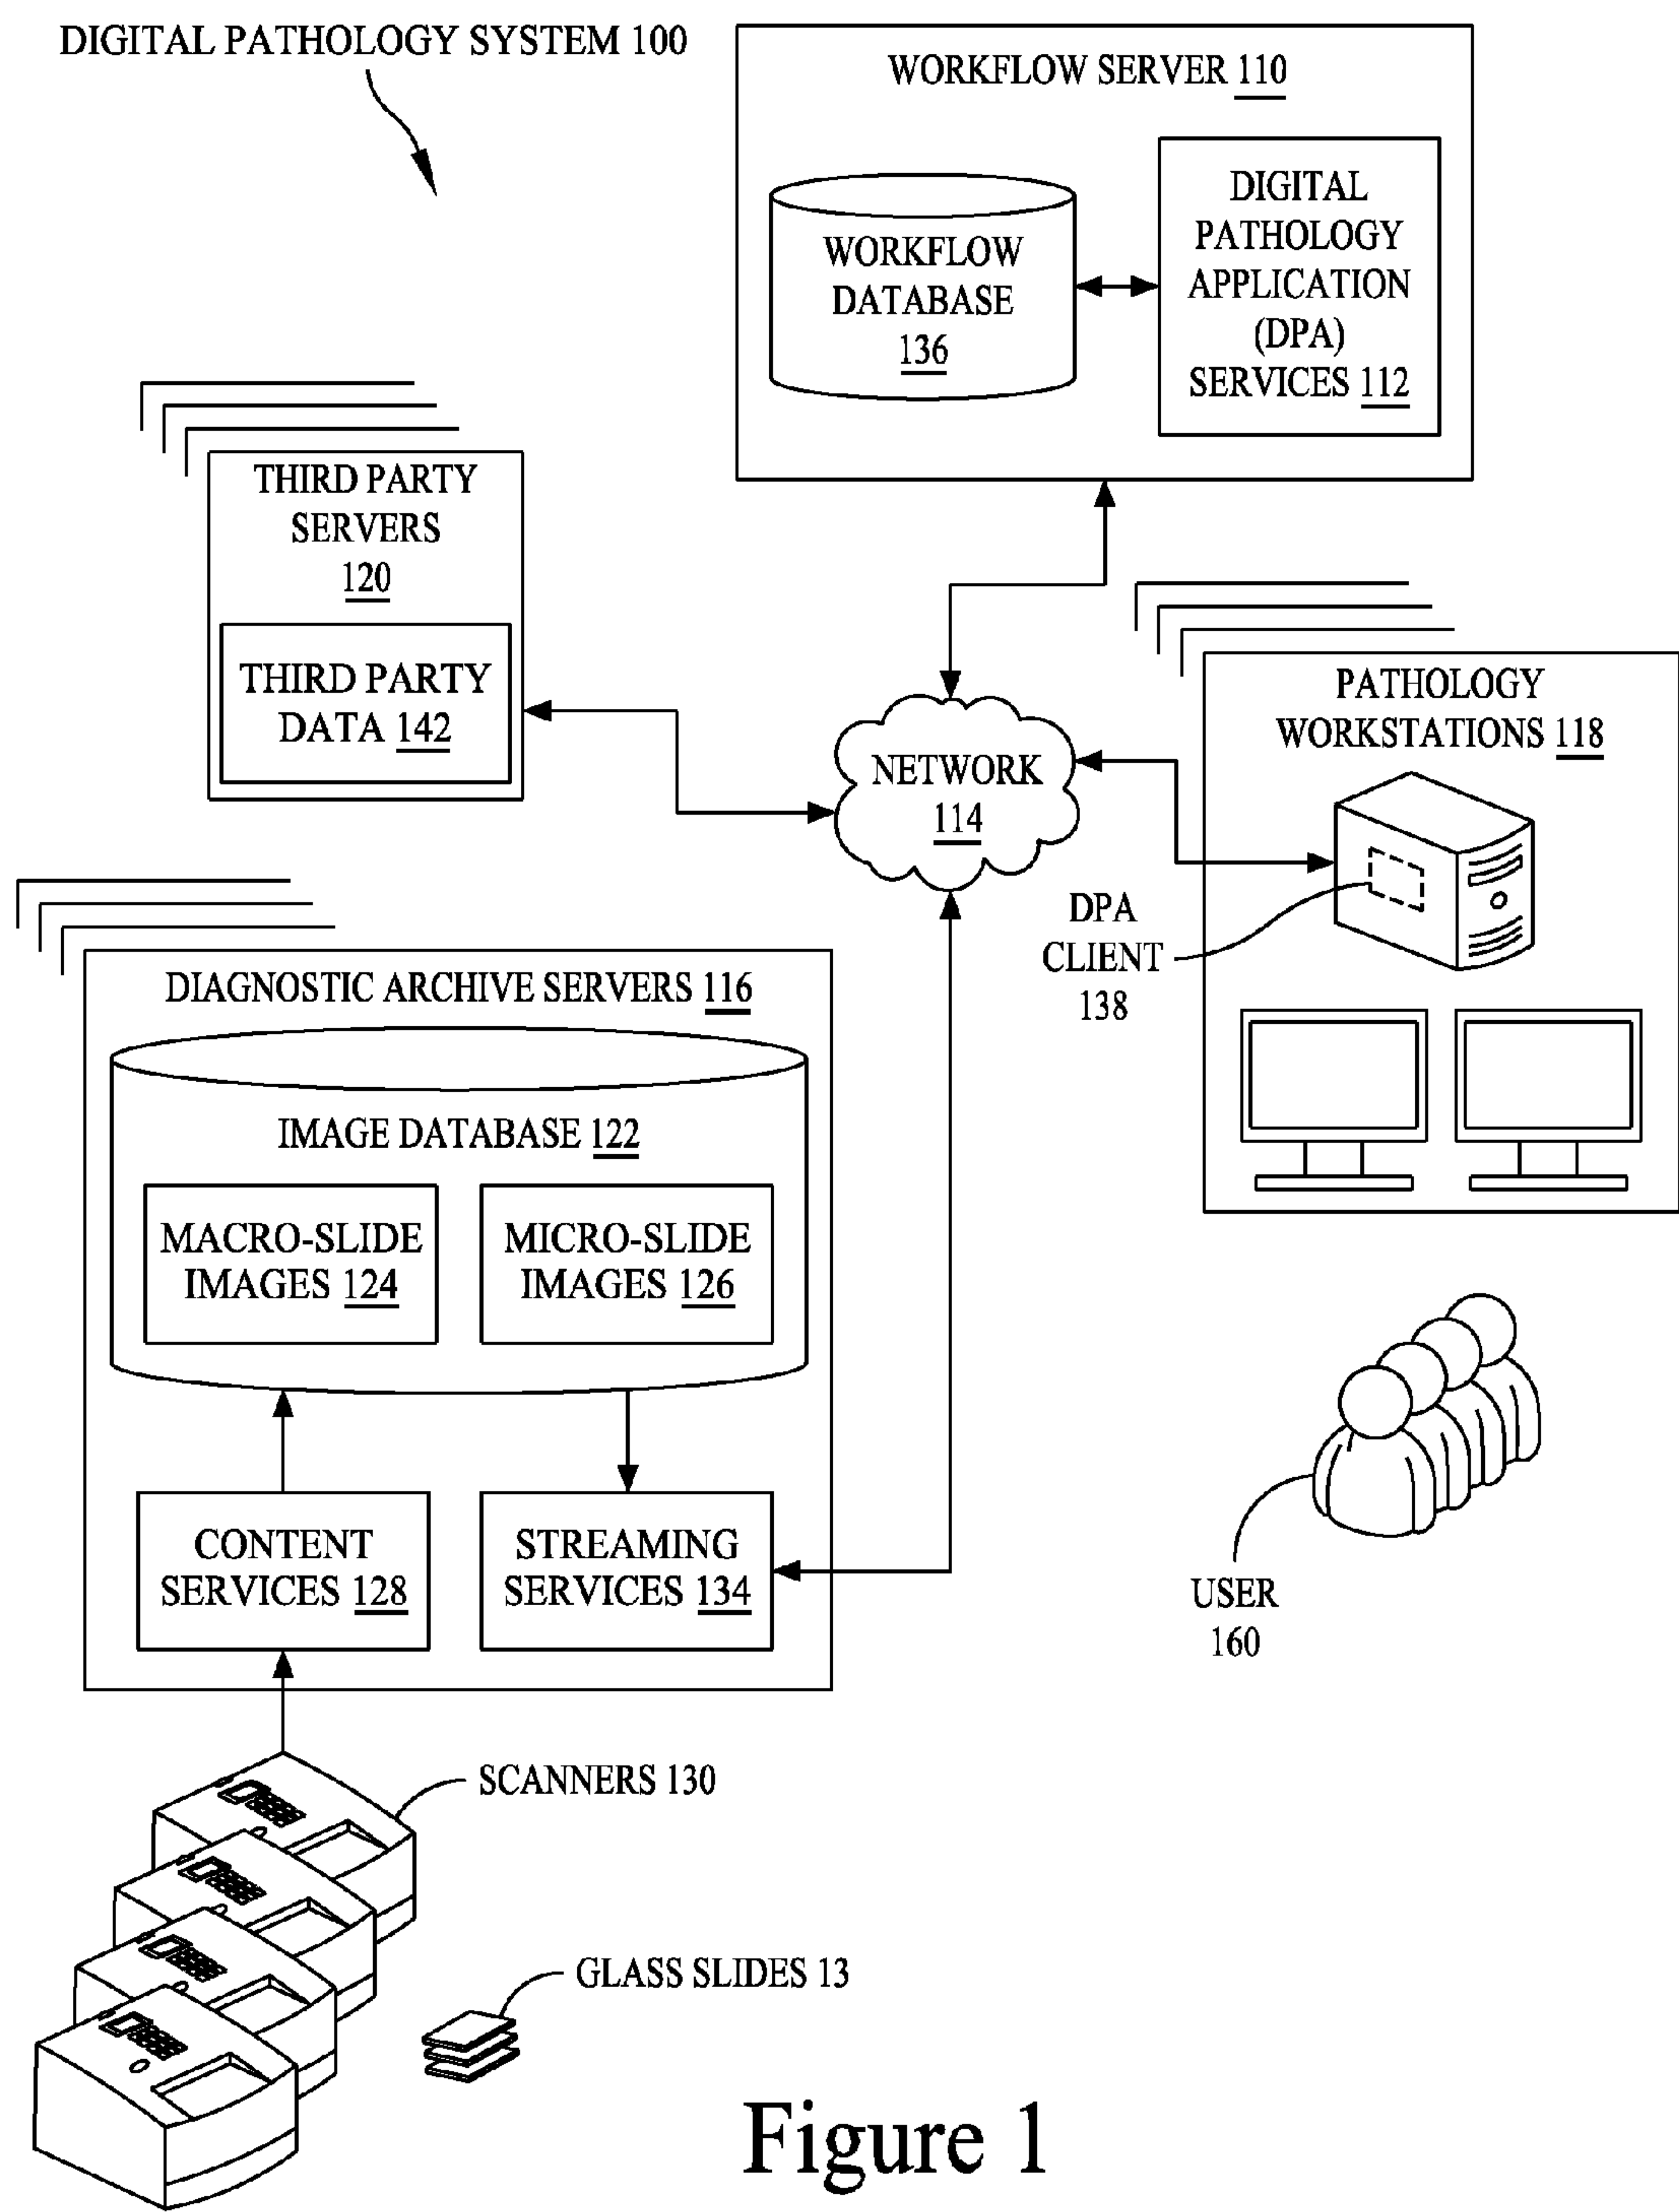 DIGITAL PATHOLOGY SYSTEM 100
WORKFLOW SERVER 110
WORKFLOW
DATABASE
136
DIGITAL
PATHOLOGY
APPLICATION
(DPA)
SERVICES 112
THIRD PARTY
SERVERS
120
THIRD PARTY
DATA 142
NETWORK
114
PATHOLOGY
WORKSTATIONS 118
DPA
CLIENT
138
DIAGNOSTIC ARCHIVE SERVERS 116
IMAGE DATABASE 122
MACRO-SLIDE
IMAGES 124
MICRO-SLIDE
IMAGES 126
CONTENT
SERVICES 128
STREAMING
SERVICES 134
USER
160
SCANNERS 130
GLASS SLIDES 13
Figure 1